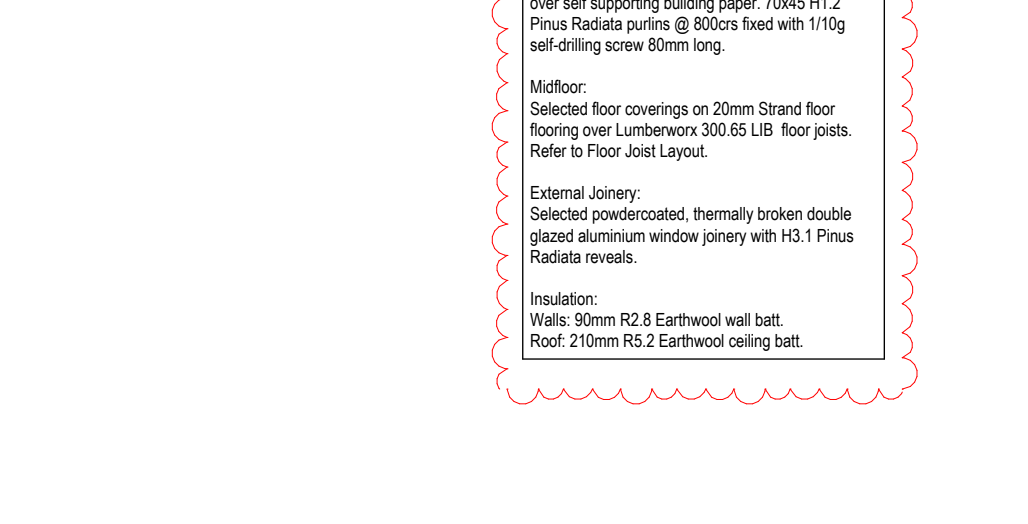 over self supporting building paper. 70x45 H1.2
Pinus Radiata purlins @ 800crs fixed with 1/10g
self-drilling screw 80mm long.
Midfloor:
Selected floor coverings on 20mm Strand floor
flooring over Lumberworx 300.65 LIB floor joists.
Refer to Floor Joist Layout.
External Joinery:
Selected powdercoated, thermally broken double
glazed aluminium window joinery with H3.1 Pinus
Radiata reveals.
Insulation:
Walls: 90mm R2.8 Earthwool wall batt.
Roof: 210mm R5.2 Earthwool ceiling batt.